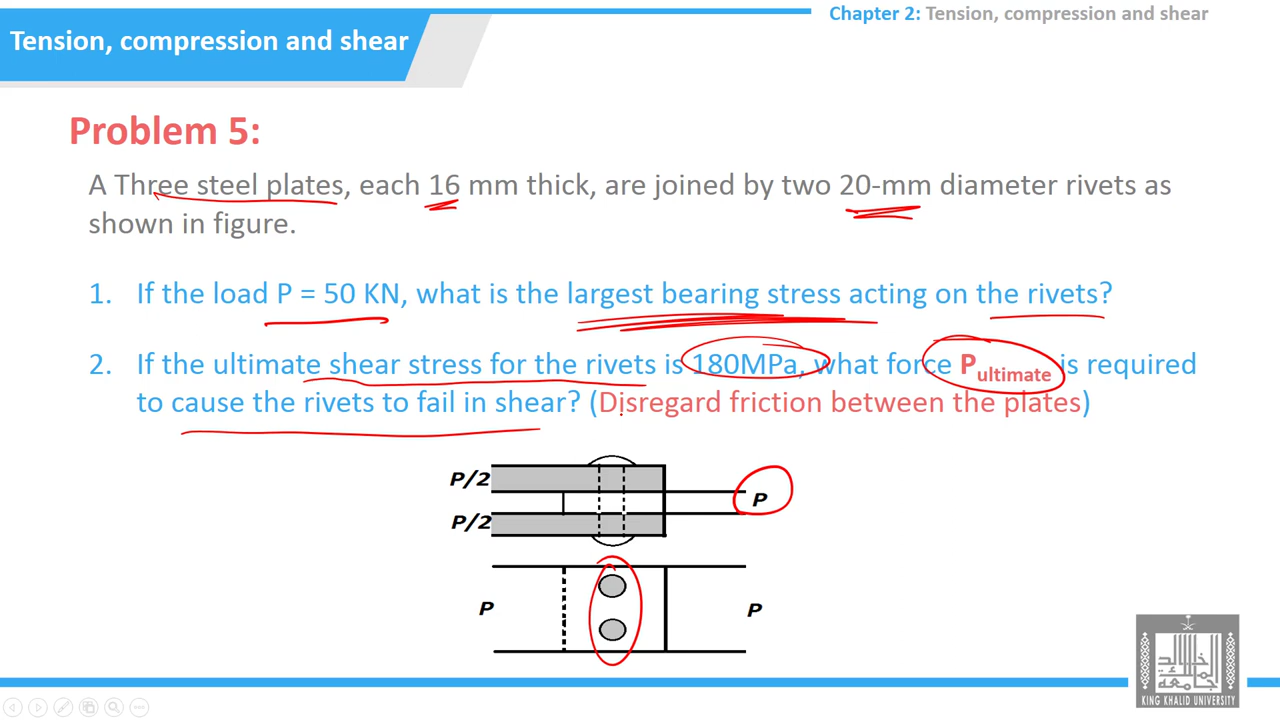 Chapter 2: Tension, compression and shear
Tension, compression and shear
Problem 5:
A Three steel plates, each 16 mm thick, are joined by two 20-mm diameter rivets as
shown in figure.
1. If the load P = 50 KN, what is the largest bearing stress acting on the rivets?
2. If the ultimate shear stress for the rivets is 180MPa, what force Pultimate is required
to cause the rivets to fail in shear? (Disregard friction between the plates)
P/2
P
P/2
P
P
جامعة الملك خالد
KING KHALID UNIVERSITY